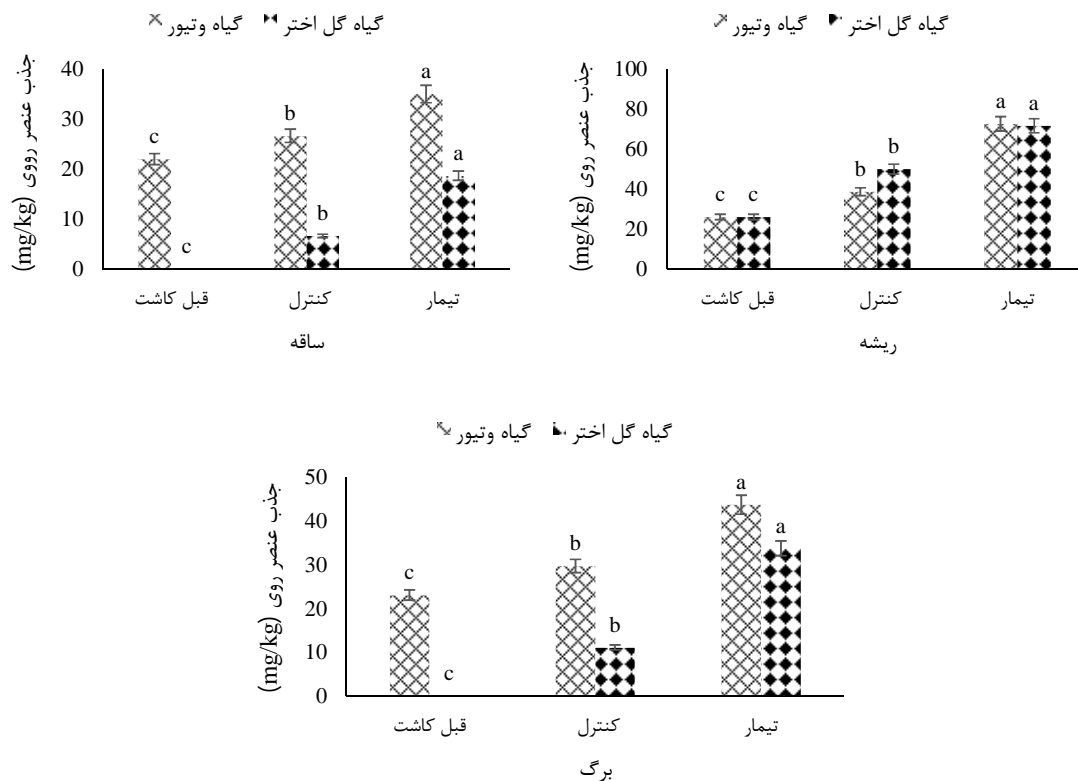 گیاه وتیور گیاه گل اختر
جذب عنصر رووی (mg/kg)
40
30
20
10
0
c
c
b
b
a
a
قبل کاشت کنترل تیمار
ساقه
گیاه وتیور گیاه گل اختر
جذب عنصر روی (mg/kg)
100
80
60
40
20
0
c c
b
b
a a
قبل کاشت کنترل تیمار
ریشه
گیاه وتیور گیاه گل اختر
جذب عنصر روی (mg/kg)
50
40
30
20
10
0
c
c
b
b
a
a
قبل کاشت کنترل تیمار
برگ